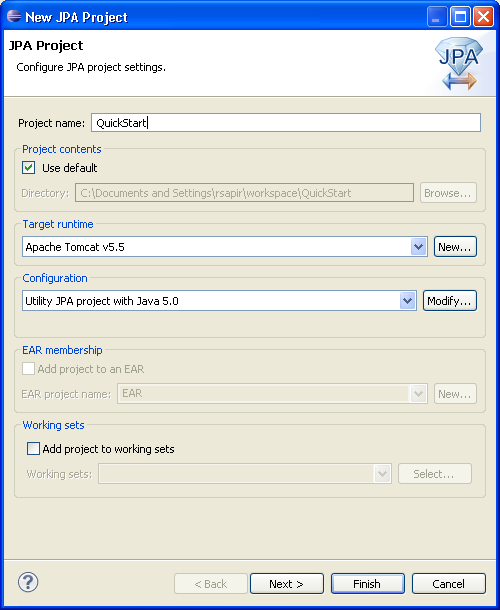 New JPA Project
JPA Project
Configure JPA project settings.
JPA
Project name: QuickStart
Project contents
Use default
Directory: C:\Documents and Settings\rsapir\workspace\QuickStart Browse...
Target runtime
Apache Tomcat v5.5 New...
Configuration
Utility JPA project with Java 5.0 Modify...
EAR membership
Add project to an EAR
EAR project name: EAR New...
Working sets
Add project to working sets
Working sets: Select...
? < Back Next > Finish Cancel